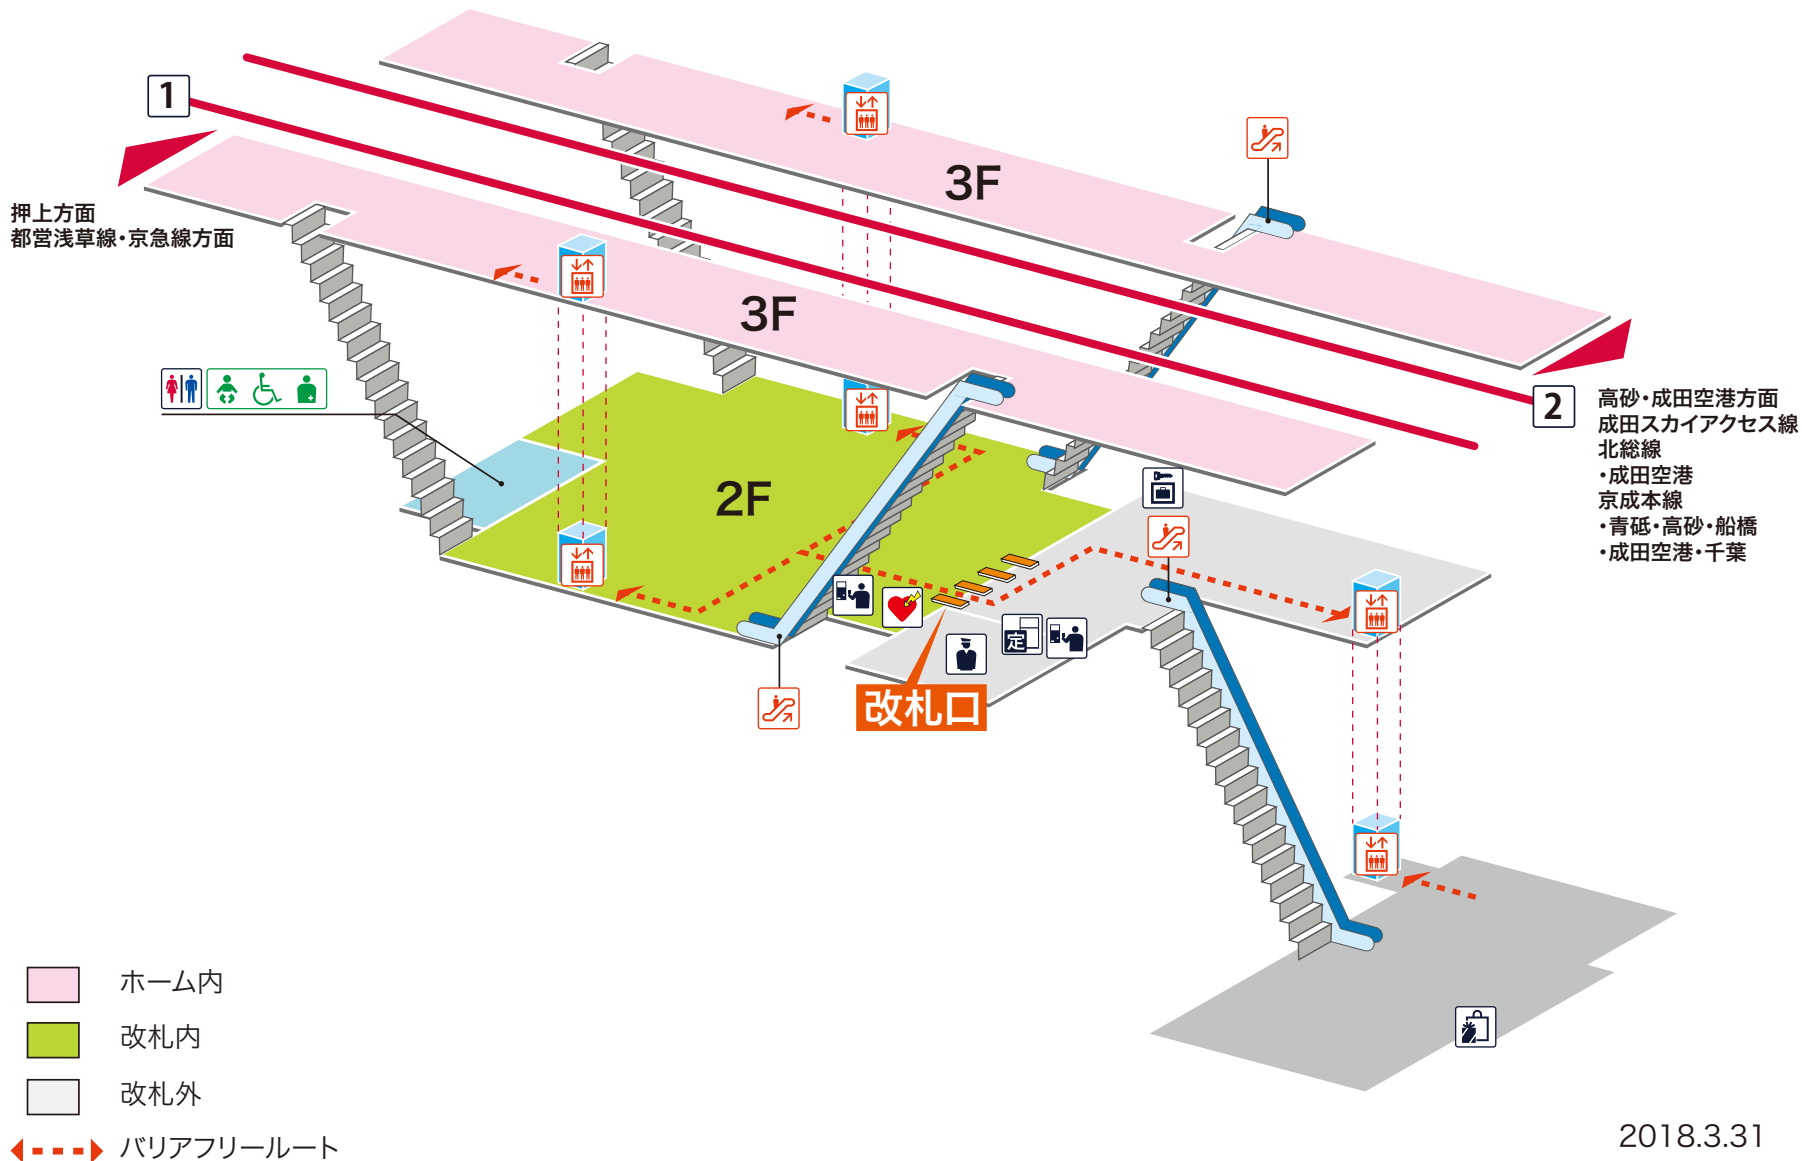 1
押上方面
都営浅草線・京急線方面
3F
3F
2F
2
高砂・成田空港方面
成田スカイアクセス線
北総線
・成田空港
京成本線
・青砥・高砂・船橋
・成田空港・千葉
定
改札口
ホーム内
改札内
改札外
バリアフリールート
2018.3.31